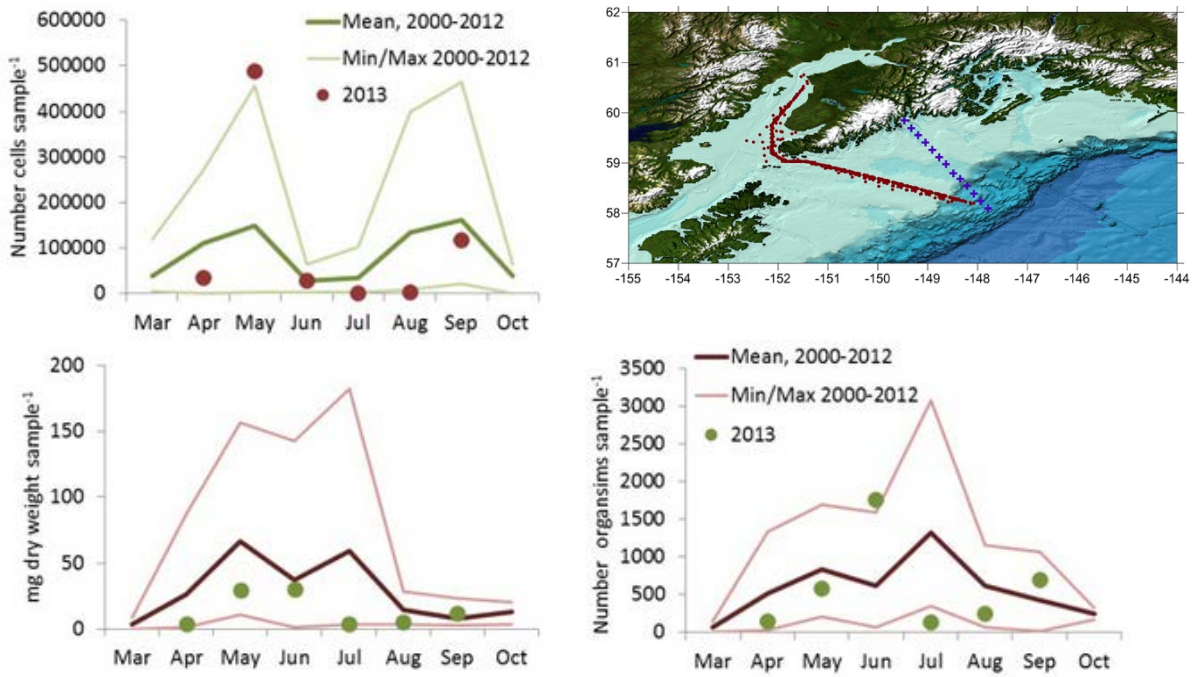 Mean, 2000-2012
Min/Max 2000-2012
2013
Number cells sample⁻¹
600000
500000
400000
300000
200000
100000
0
Mar Apr May Jun Jul Aug Sep Oct
62
61
60
59
58
57
-155 -154 -153 -152 -151 -150 -149 -148 -147 -146 -145 -144
mg dry weight sample⁻¹
200
150
100
50
0
Mar Apr May Jun Jul Aug Sep Oct
Mean, 2000-2012
Min/Max 2000-2012
2013
Number organsims sample⁻¹
3500
3000
2500
2000
1500
1000
500
0
Mar Apr May Jun Jul Aug Sep Oct